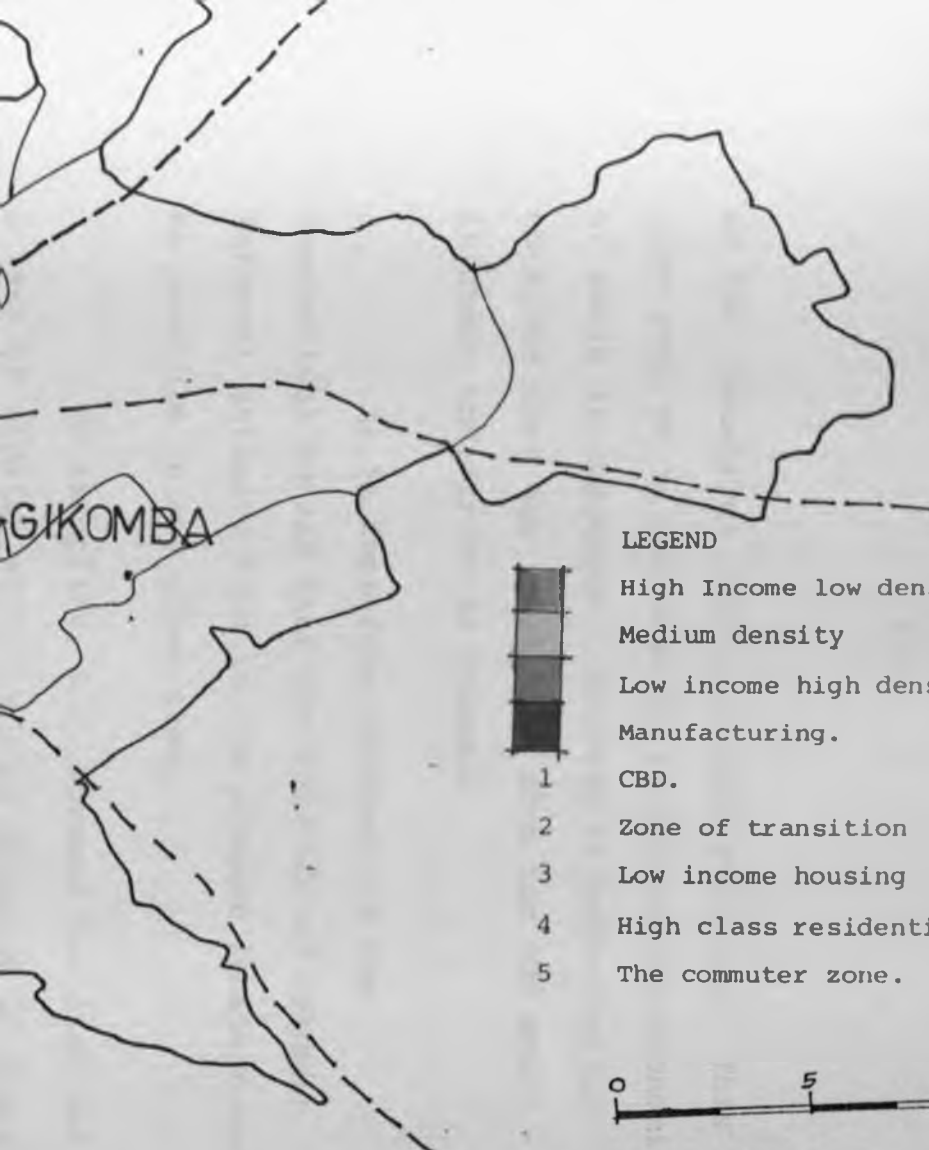 GIKOMBA
LEGEND
High Income low den
Medium density
Low income high dens
Manufacturing.
1 CBD.
2 Zone of transition
3 Low income housing
4 High class residenti
5 The commuter zone.
0 5